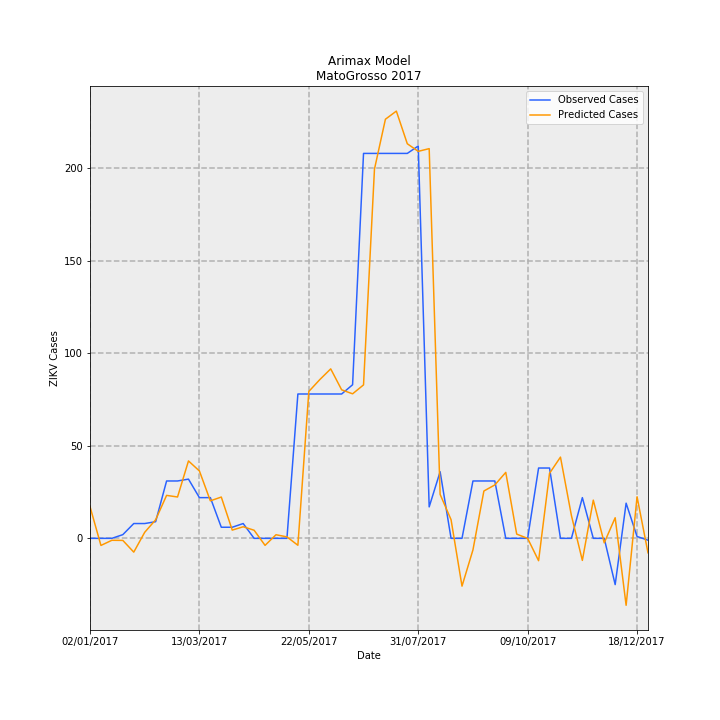 Arimax Model
MatoGrosso 2017
Observed Cases
Predicted Cases
ZIKV Cases
200
150
100
50
0
02/01/2017 13/03/2017 22/05/2017 31/07/2017 09/10/2017 18/12/2017
Date